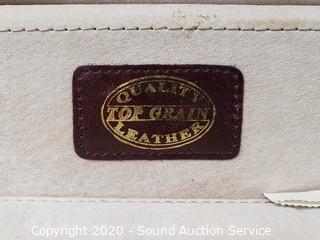 QUALITY
TOP GRAIN
LEATHER
Copyright 2020 - Sound Auction Service